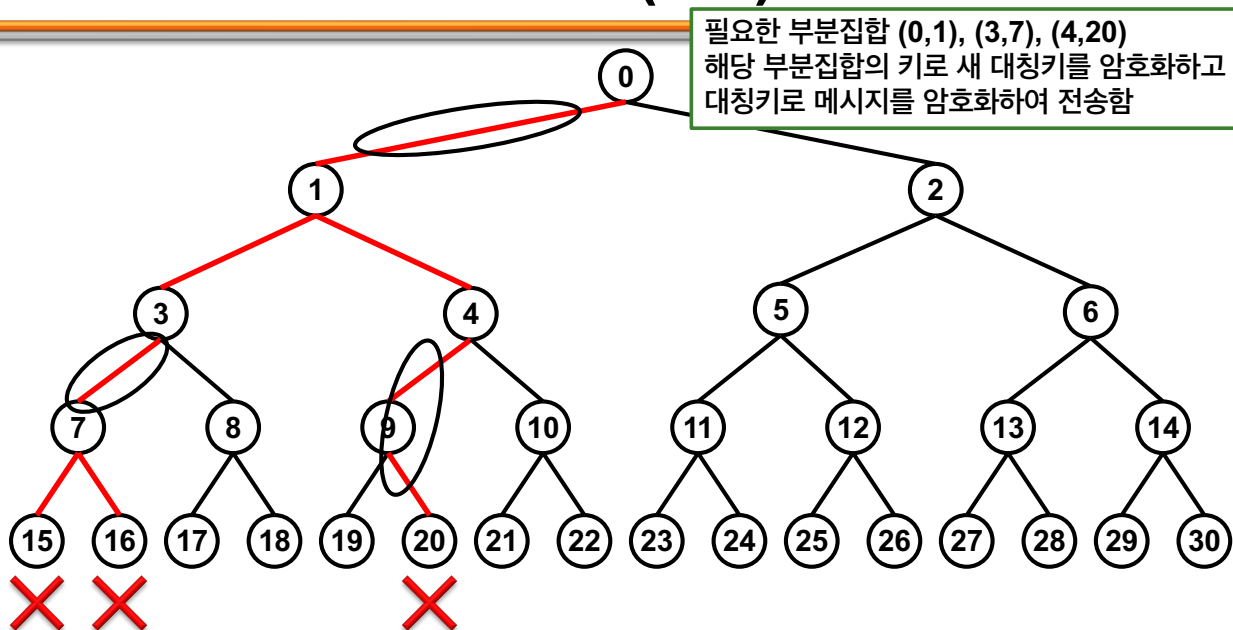 필요한 부분집합 (0,1), (3,7), (4,20)
해당 부분집합의 키로 새 대칭키를 암호화하고
대칭키로 메시지를 암호화하여 전송함
0
1 2
3 4 5 6
7 8 9 10 11 12 13 14
15 16 17 18 19 20 21 22 23 24 25 26 27 28 29 30